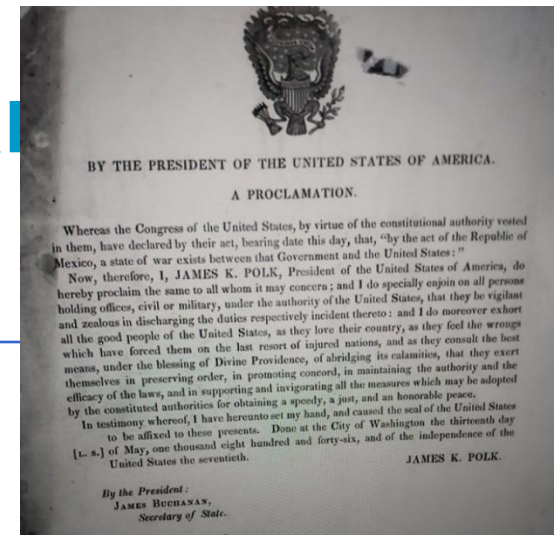 BY THE PRESIDENT OF THE UNITED STATES OF AMERICA.
A PROCLAMATION.
Whereas the Congress of the United States, by virtue of the constitutional authority vested
in them, have declared by their act, bearing date this day, that, "by the act of the Republic of
Mexico, a state of war exists between that Government and the United States:"
Now, therefore, I, JAMES K. POLK, President of the United States of America, do
hereby proclaim the same to all whom it may concern; and I do specially enjoin on all persons
holding offices, civil or military, under the authority of the United States, that they be vigilant
and zealous in discharging the duties respectively incident thereto: and I do moreover exhort
all the good people of the United States, as they love their country, as they feel the wrongs
which have forced them on the last resort of injured nations, and as they consult the best
means, under the blessing of Divine Providence, of abridging its calamities, that they exert
themselves in preserving order, in promoting concord, in maintaining the authority and the
efficacy of the laws, and in supporting and invigorating all the measures which may be adopted
by the constituted authorities for obtaining a speedy, a just, and an honorable peace.
In testimony whereof, I have hereunto set my hand, and caused the seal of the United States
to be affixed to these presents. Done at the City of Washington the thirteenth day
[L. S.] of May, one thousand eight hundred and forty-six, and of the independence of the
United States the seventieth.
JAMES K. POLK.
By the President:
JAMES BUCHANAN,
Secretary of State.